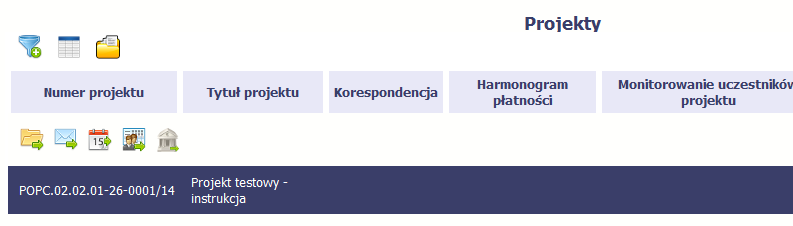 Projekty
Numer projektu
Tytuł projektu
Korespondencja
Harmonogram
płatności
Monitorowanie uczestników
projektu
15
POPC.02.02.01-26-0001/14
Projekt testowy -
instrukcja